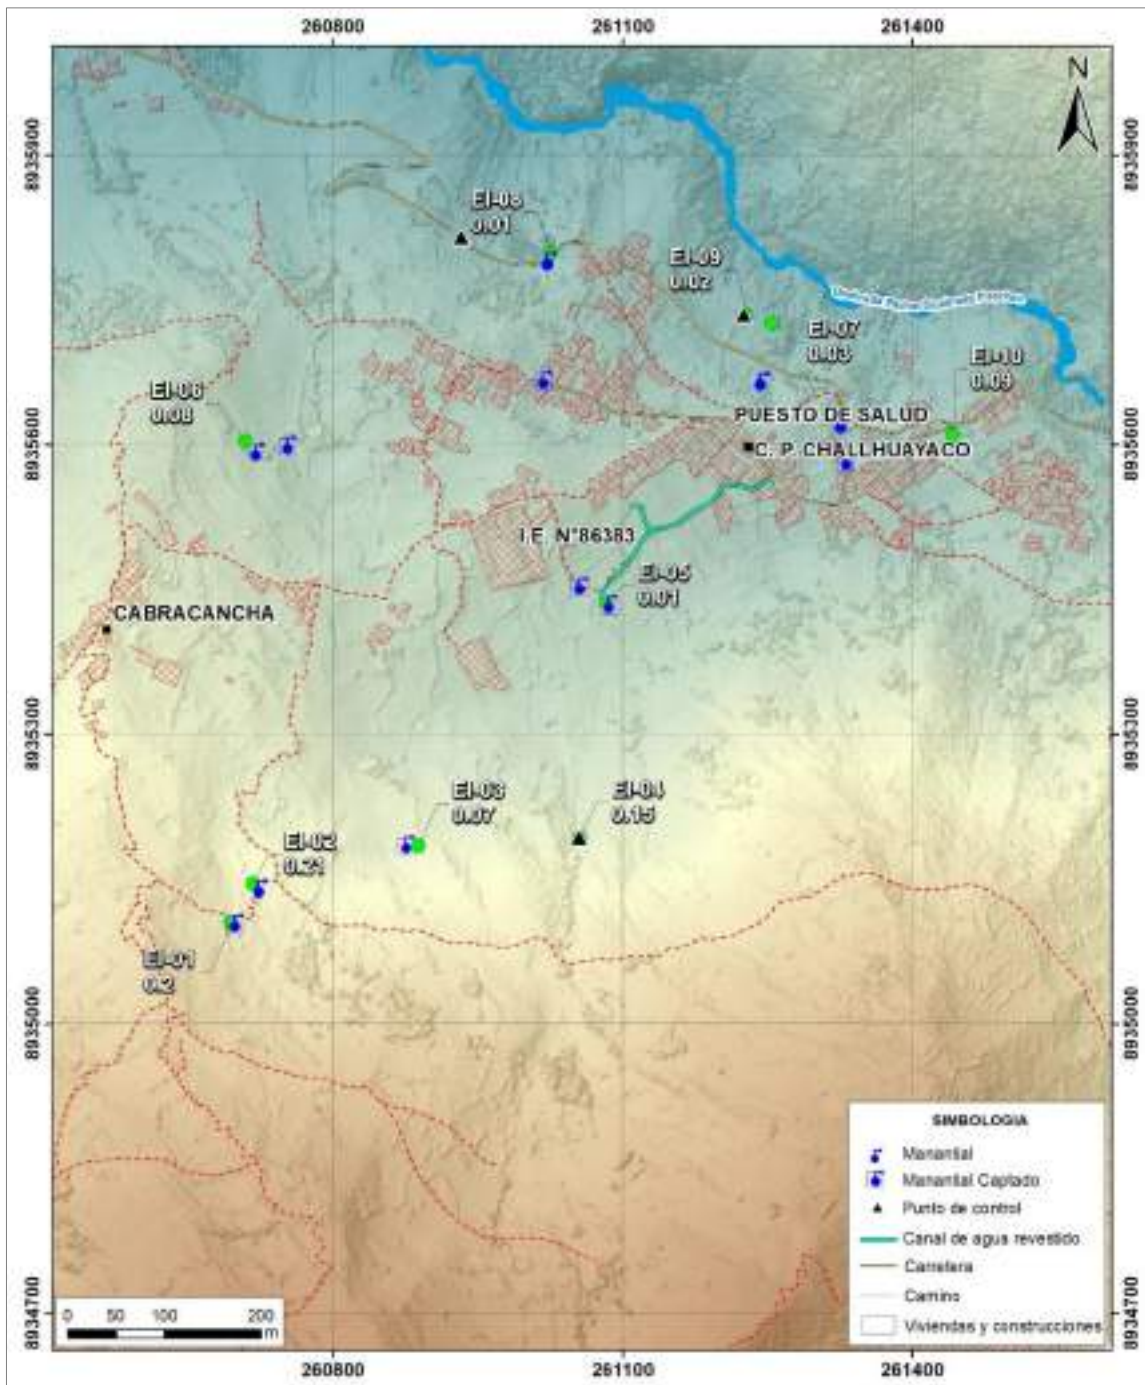 260800
261100
261400
N
8935900
8935900
EI-08
0.01
EI-09
0.02
EI-07
0.03
EI-10
0.09
EI-06
0.08
PUESTO DE SALUD
8935600
8935600
C. P. CHALLHUAYACO
I.E. N°86383
EI-05
0.01
CABRACANCHA
8935300
8935300
EI-03
0.07
EI-04
0.15
EI-02
0.21
EI-01
0.2
8935000
8935000
SIMBOLOGIA
Manantial
Manantial Captado
Punto de control
Canal de agua revestido
Carretera
Camino
Viviendas y construcciones
0 50 100 200
m
8934700
8934700
260800
261100
261400